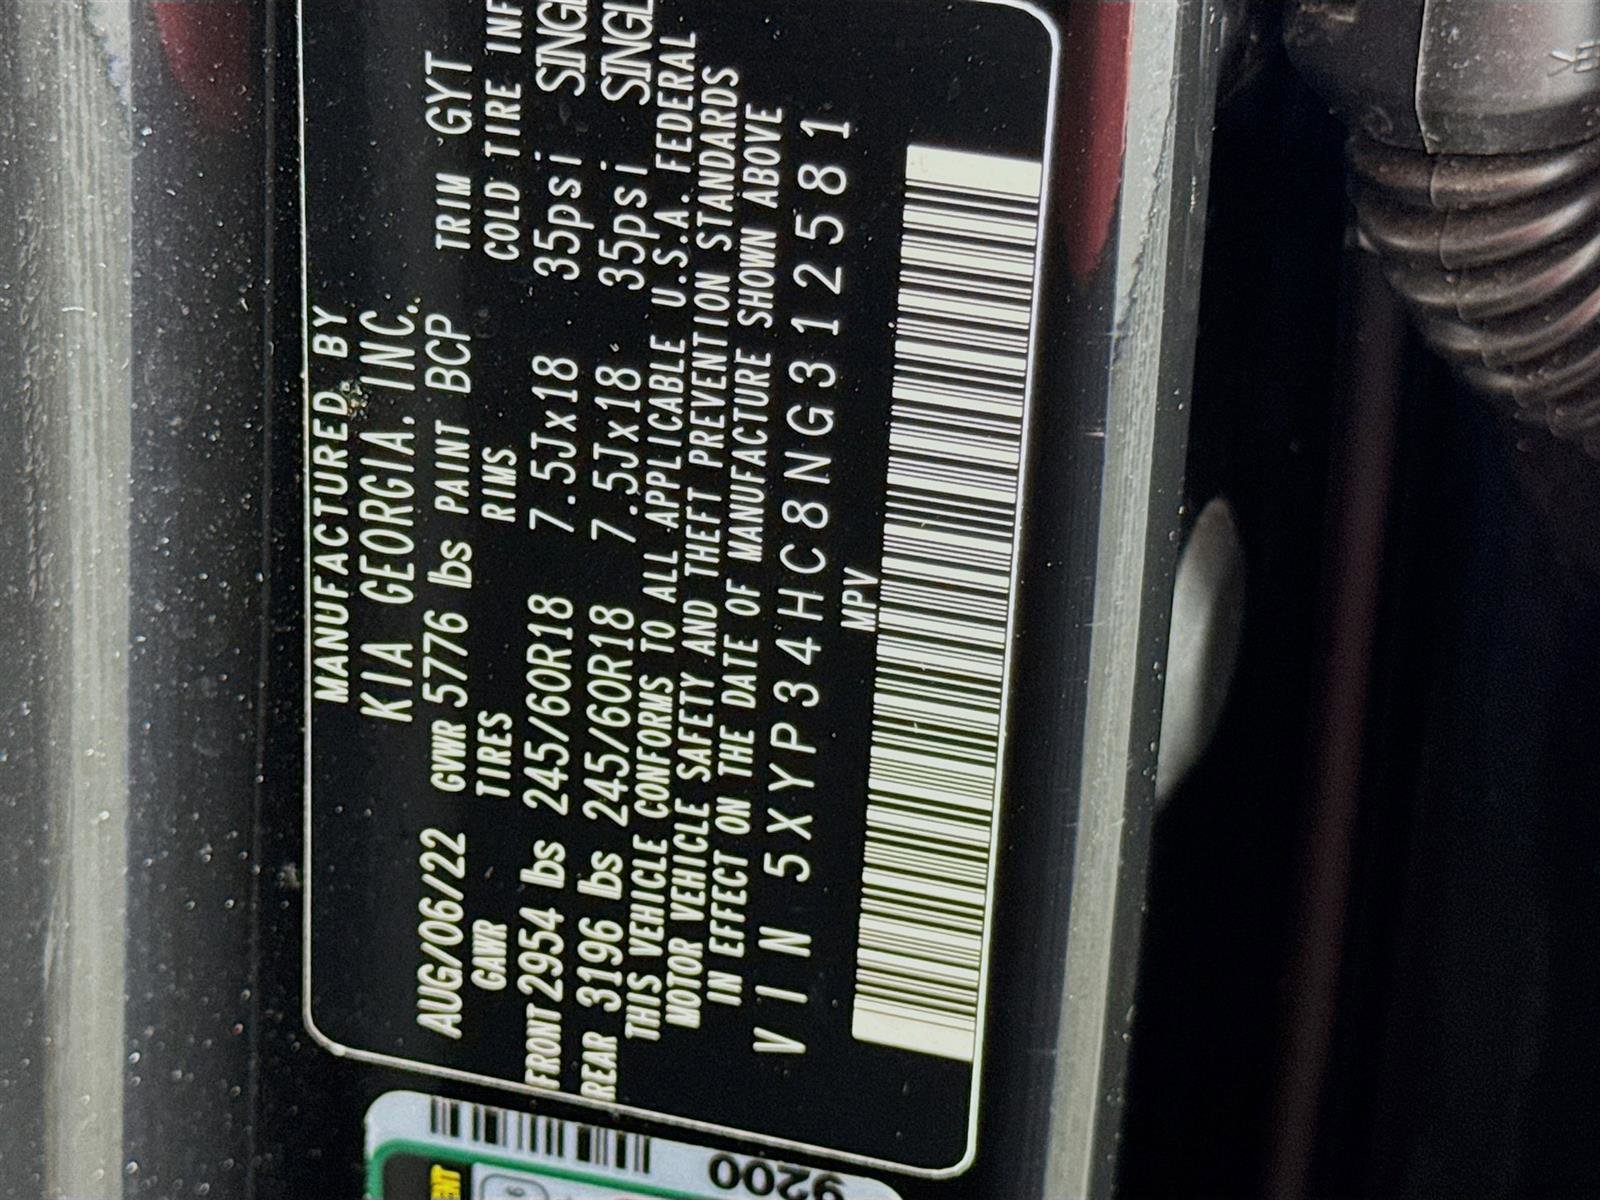 MANUFACTURED BY
KIA GEORGIA, INC.
AUG/06/22 GVWR 5776 lbs PAINT BCP TRIM GYT
GAWR TIRES RIMS COLD TIRE INF
FRONT 2954 lbs 245/60R18 7.5Jx18 35psi SINGL
REAR 3196 lbs 245/60R18 7.5Jx18 35psi SINGL
THIS VEHICLE CONFORMS TO ALL APPLICABLE U.S.A. FEDERAL
MOTOR VEHICLE SAFETY AND THEFT PREVENTION STANDARDS
IN EFFECT ON THE DATE OF MANUFACTURE SHOWN ABOVE
VIN 5XYP34HC8NG312581
MPV
9200